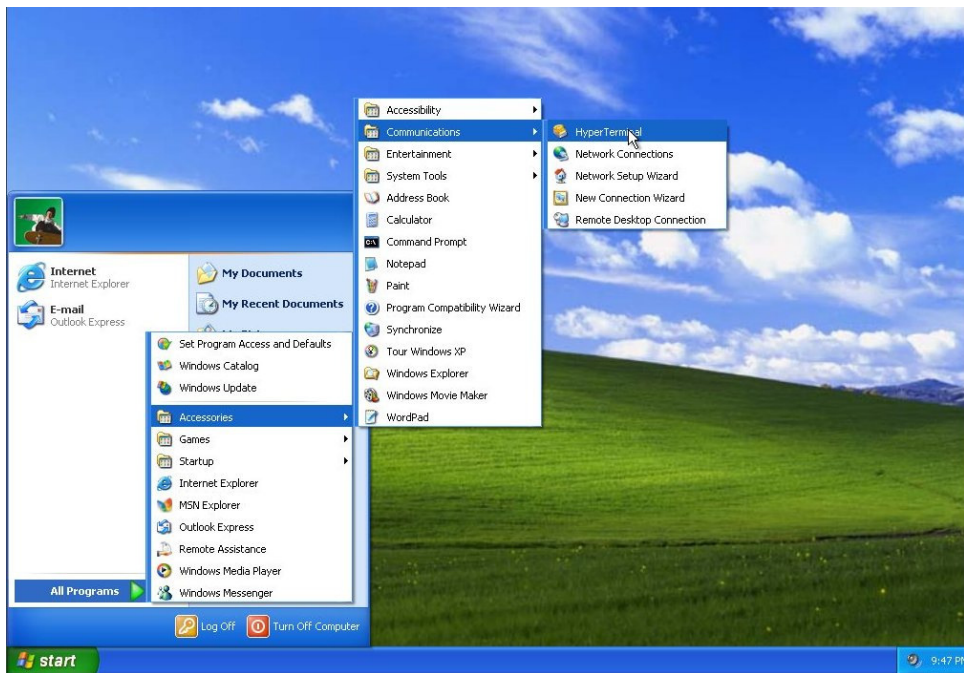 Internet
Internet Explorer
E-mail
Outlook Express
My Documents
My Recent Documents
Set Program Access and Defaults
Windows Catalog
Windows Update
Accessories
Games
Startup
Internet Explorer
MSN Explorer
Outlook Express
Remote Assistance
Windows Media Player
Windows Messenger
Accessibility
Communications
Entertainment
System Tools
Address Book
Calculator
Command Prompt
Notepad
Paint
Program Compatibility Wizard
Synchronize
Tour Windows XP
Windows Explorer
Windows Movie Maker
WordPad
HyperTerminal
Network Connections
Network Setup Wizard
New Connection Wizard
Remote Desktop Connection
All Programs
Log Off
Turn Off Computer
start
9:47 PM